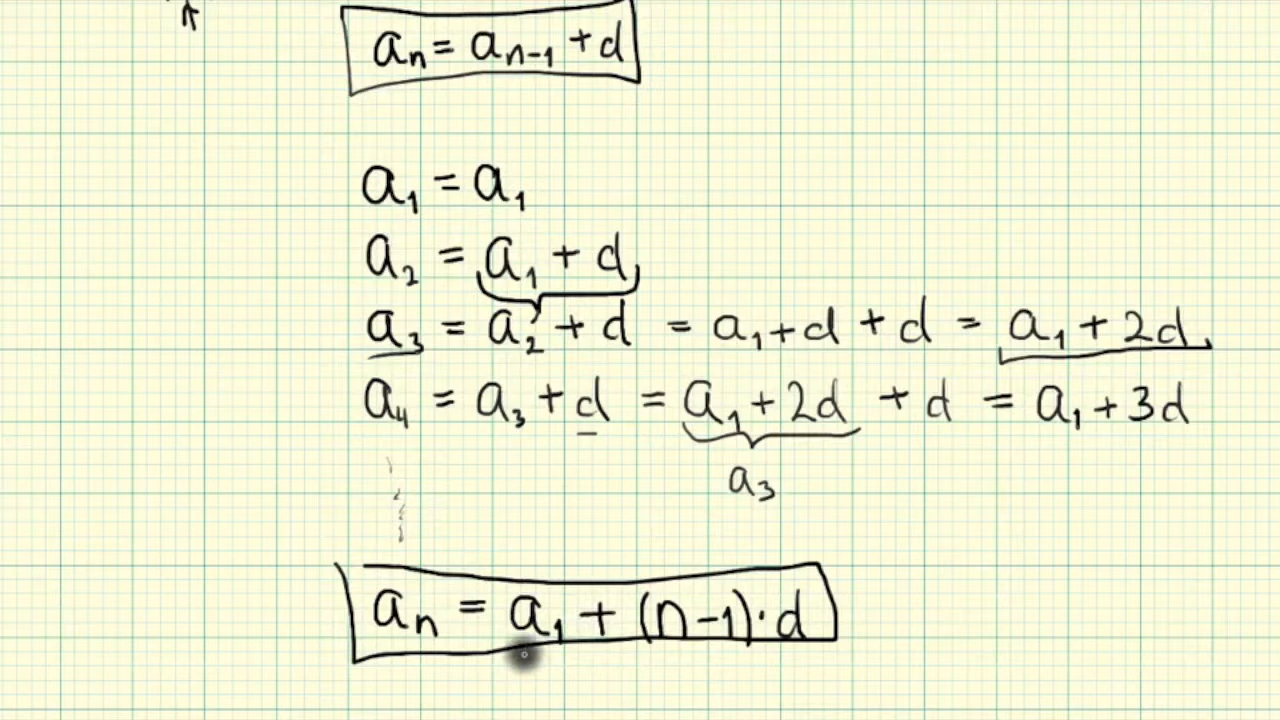 aₙ = aₙ₋₁ + d
a₁ = a₁
a₂ = a₁ + d
a₃ = a₂ + d = a₁ + d + d = a₁ + 2d
a₄ = a₃ + d = a₁ + 2d + d = a₁ + 3d
a₃
aₙ = a₁ + (n-1)·d